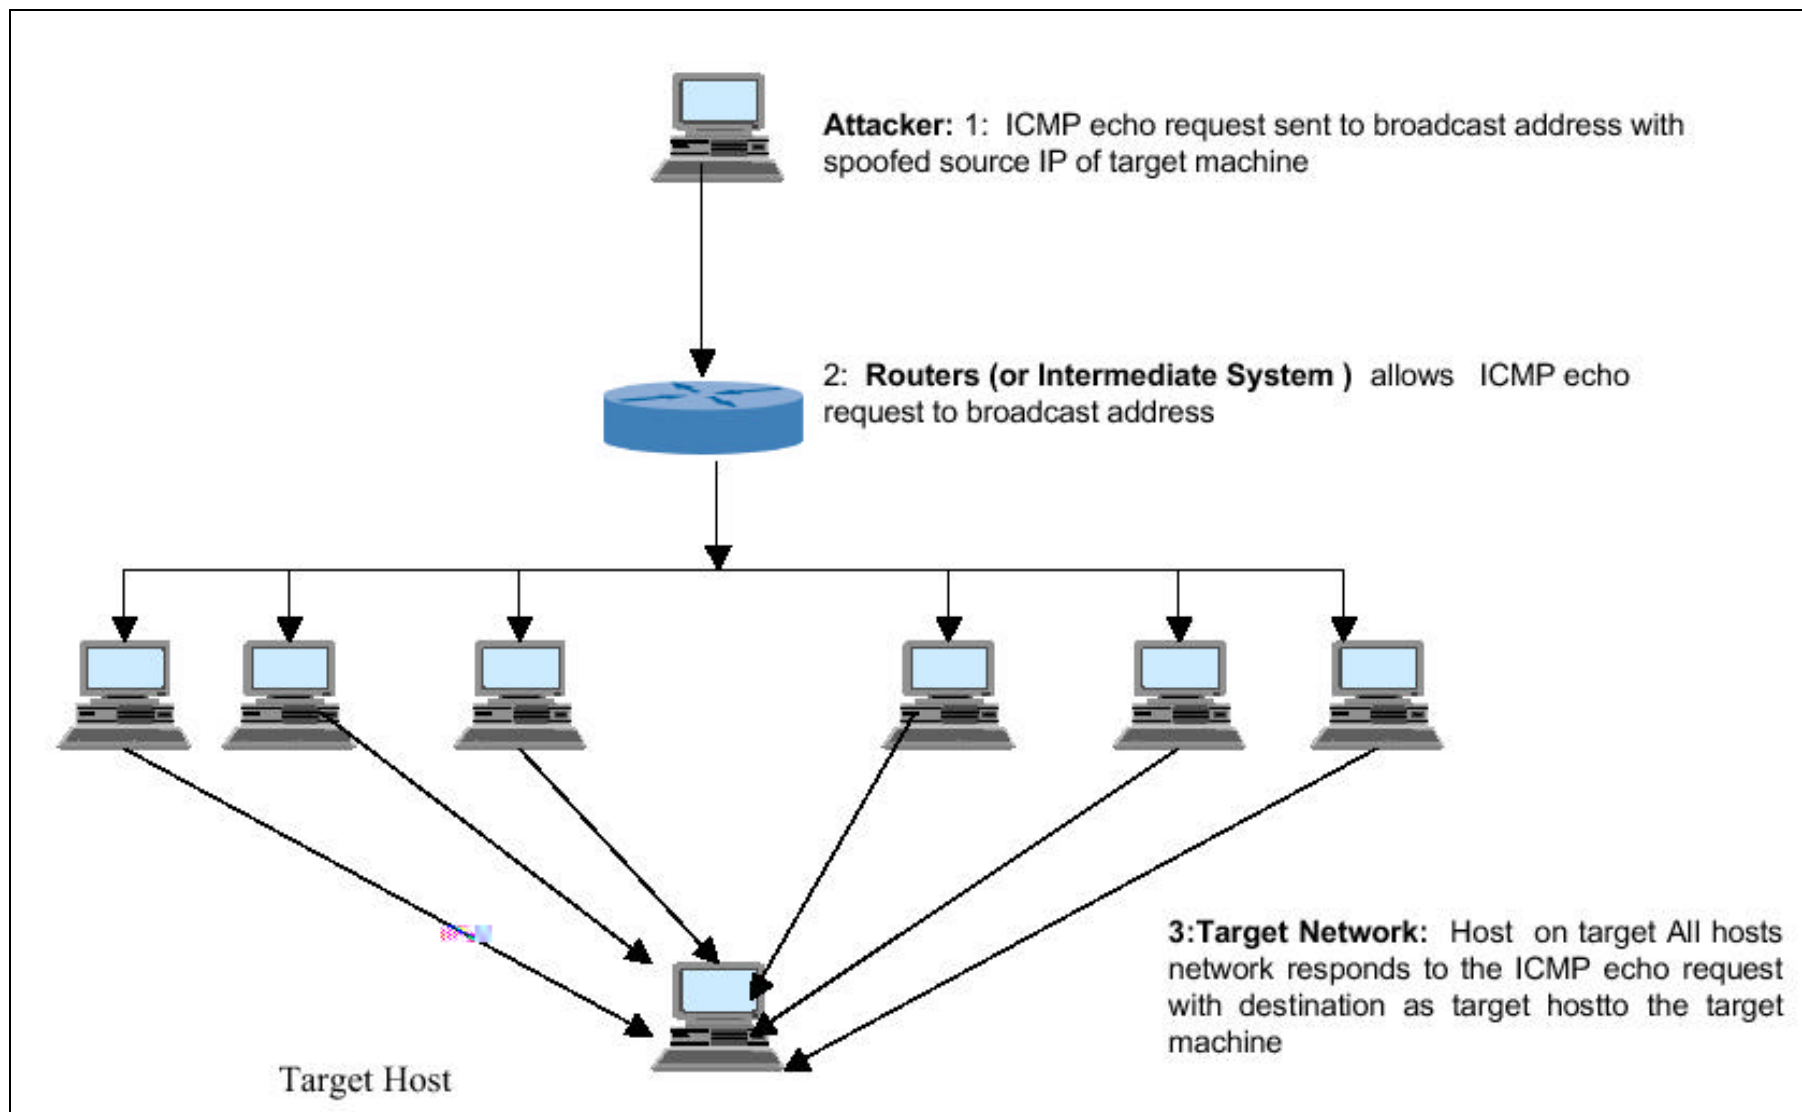 Attacker: 1: ICMP echo request sent to broadcast address with
spoofed source IP of target machine
2: Routers (or Intermediate System ) allows ICMP echo
request to broadcast address
3:Target Network: Host on target All hosts
network responds to the ICMP echo request
with destination as target hostto the target
machine
Target Host